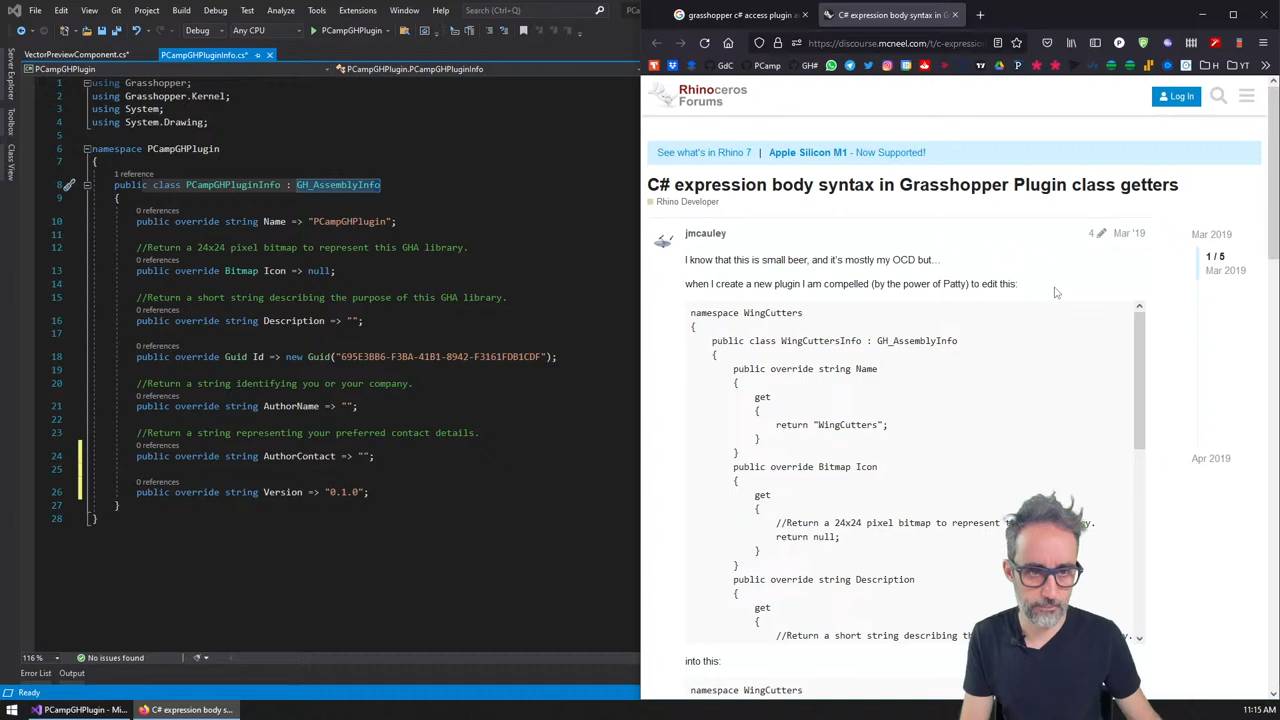 File Edit View Git Project Build Debug Test Analyze Tools Extensions Window Help Search (Ctrl+Q)
Debug Any CPU PCampGHPlugin
VectorPreviewComponent.cs* PCampGHPluginInfo.cs*
PCampGHPlugin PCampGHPlugin.PCampGHPluginInfo
Server Explorer
Toolbox
Class View
1 using Grasshopper;
2 using Grasshopper.Kernel;
3 using System;
4 using System.Drawing;
5
6 namespace PCampGHPlugin
7 {
1 reference
8 public class PCampGHPluginInfo : GH_AssemblyInfo
9 {
0 references
10 public override string Name => "PCampGHPlugin";
11
12 //Return a 24x24 pixel bitmap to represent this GHA library.
0 references
13 public override Bitmap Icon => null;
14
15 //Return a short string describing the purpose of this GHA library.
0 references
16 public override string Description => "";
17
0 references
18 public override Guid Id => new Guid("695E3BB6-F3BA-41B1-8942-F3161FDB1CDF");
19
20 //Return a string identifying you or your company.
0 references
21 public override string AuthorName => "";
22
23 //Return a string representing your preferred contact details.
0 references
24 public override string AuthorContact => "";
25
0 references
26 public override string Version => "0.1.0";
27 }
28 }
116 % No issues found
Error List Output
Ready
grasshopper c# access plugin as C# expression body syntax in G
https://discourse.mcneel.com/t/c-expression
GdC PCamp GH# H YT
Rhinoceros
Forums
Log In
See what's in Rhino 7 | Apple Silicon M1 - Now Supported!
C# expression body syntax in Grasshopper Plugin class getters
Rhino Developer
jmcauley 4 Mar '19
I know that this is small beer, and it's mostly my OCD but…
when I create a new plugin I am compelled (by the power of Patty) to edit this:
namespace WingCutters
{
public class WingCuttersInfo : GH_AssemblyInfo
{
public override string Name
{
get
{
return "WingCutters";
}
}
public override Bitmap Icon
{
get
{
//Return a 24x24 pixel bitmap to represent
return null;
}
}
public override string Description
{
get
{
//Return a short string describing
into this:
namespace WingCutters
Mar 2019
1 / 5
Mar 2019
Apr 2019
PCampGHPlugin - Mi... C# expression body s... 11:15 AM